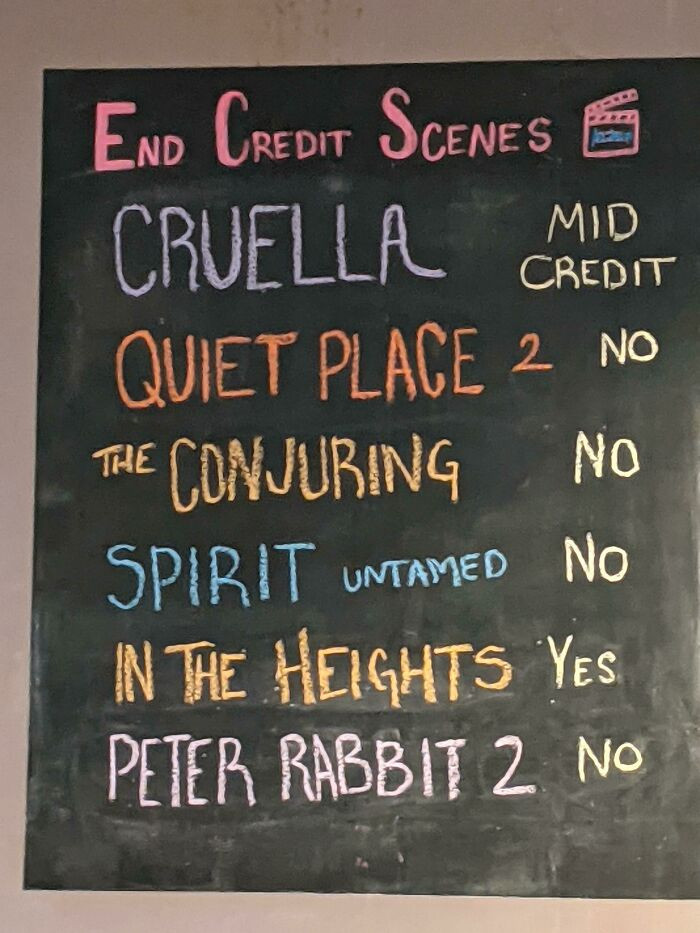 END CREDIT SCENES
CRUELLA MID CREDIT
QUIET PLACE 2 NO
THE CONJURING NO
SPIRIT UNTAMED NO
IN THE HEIGHTS YES
PETER RABBIT 2 NO